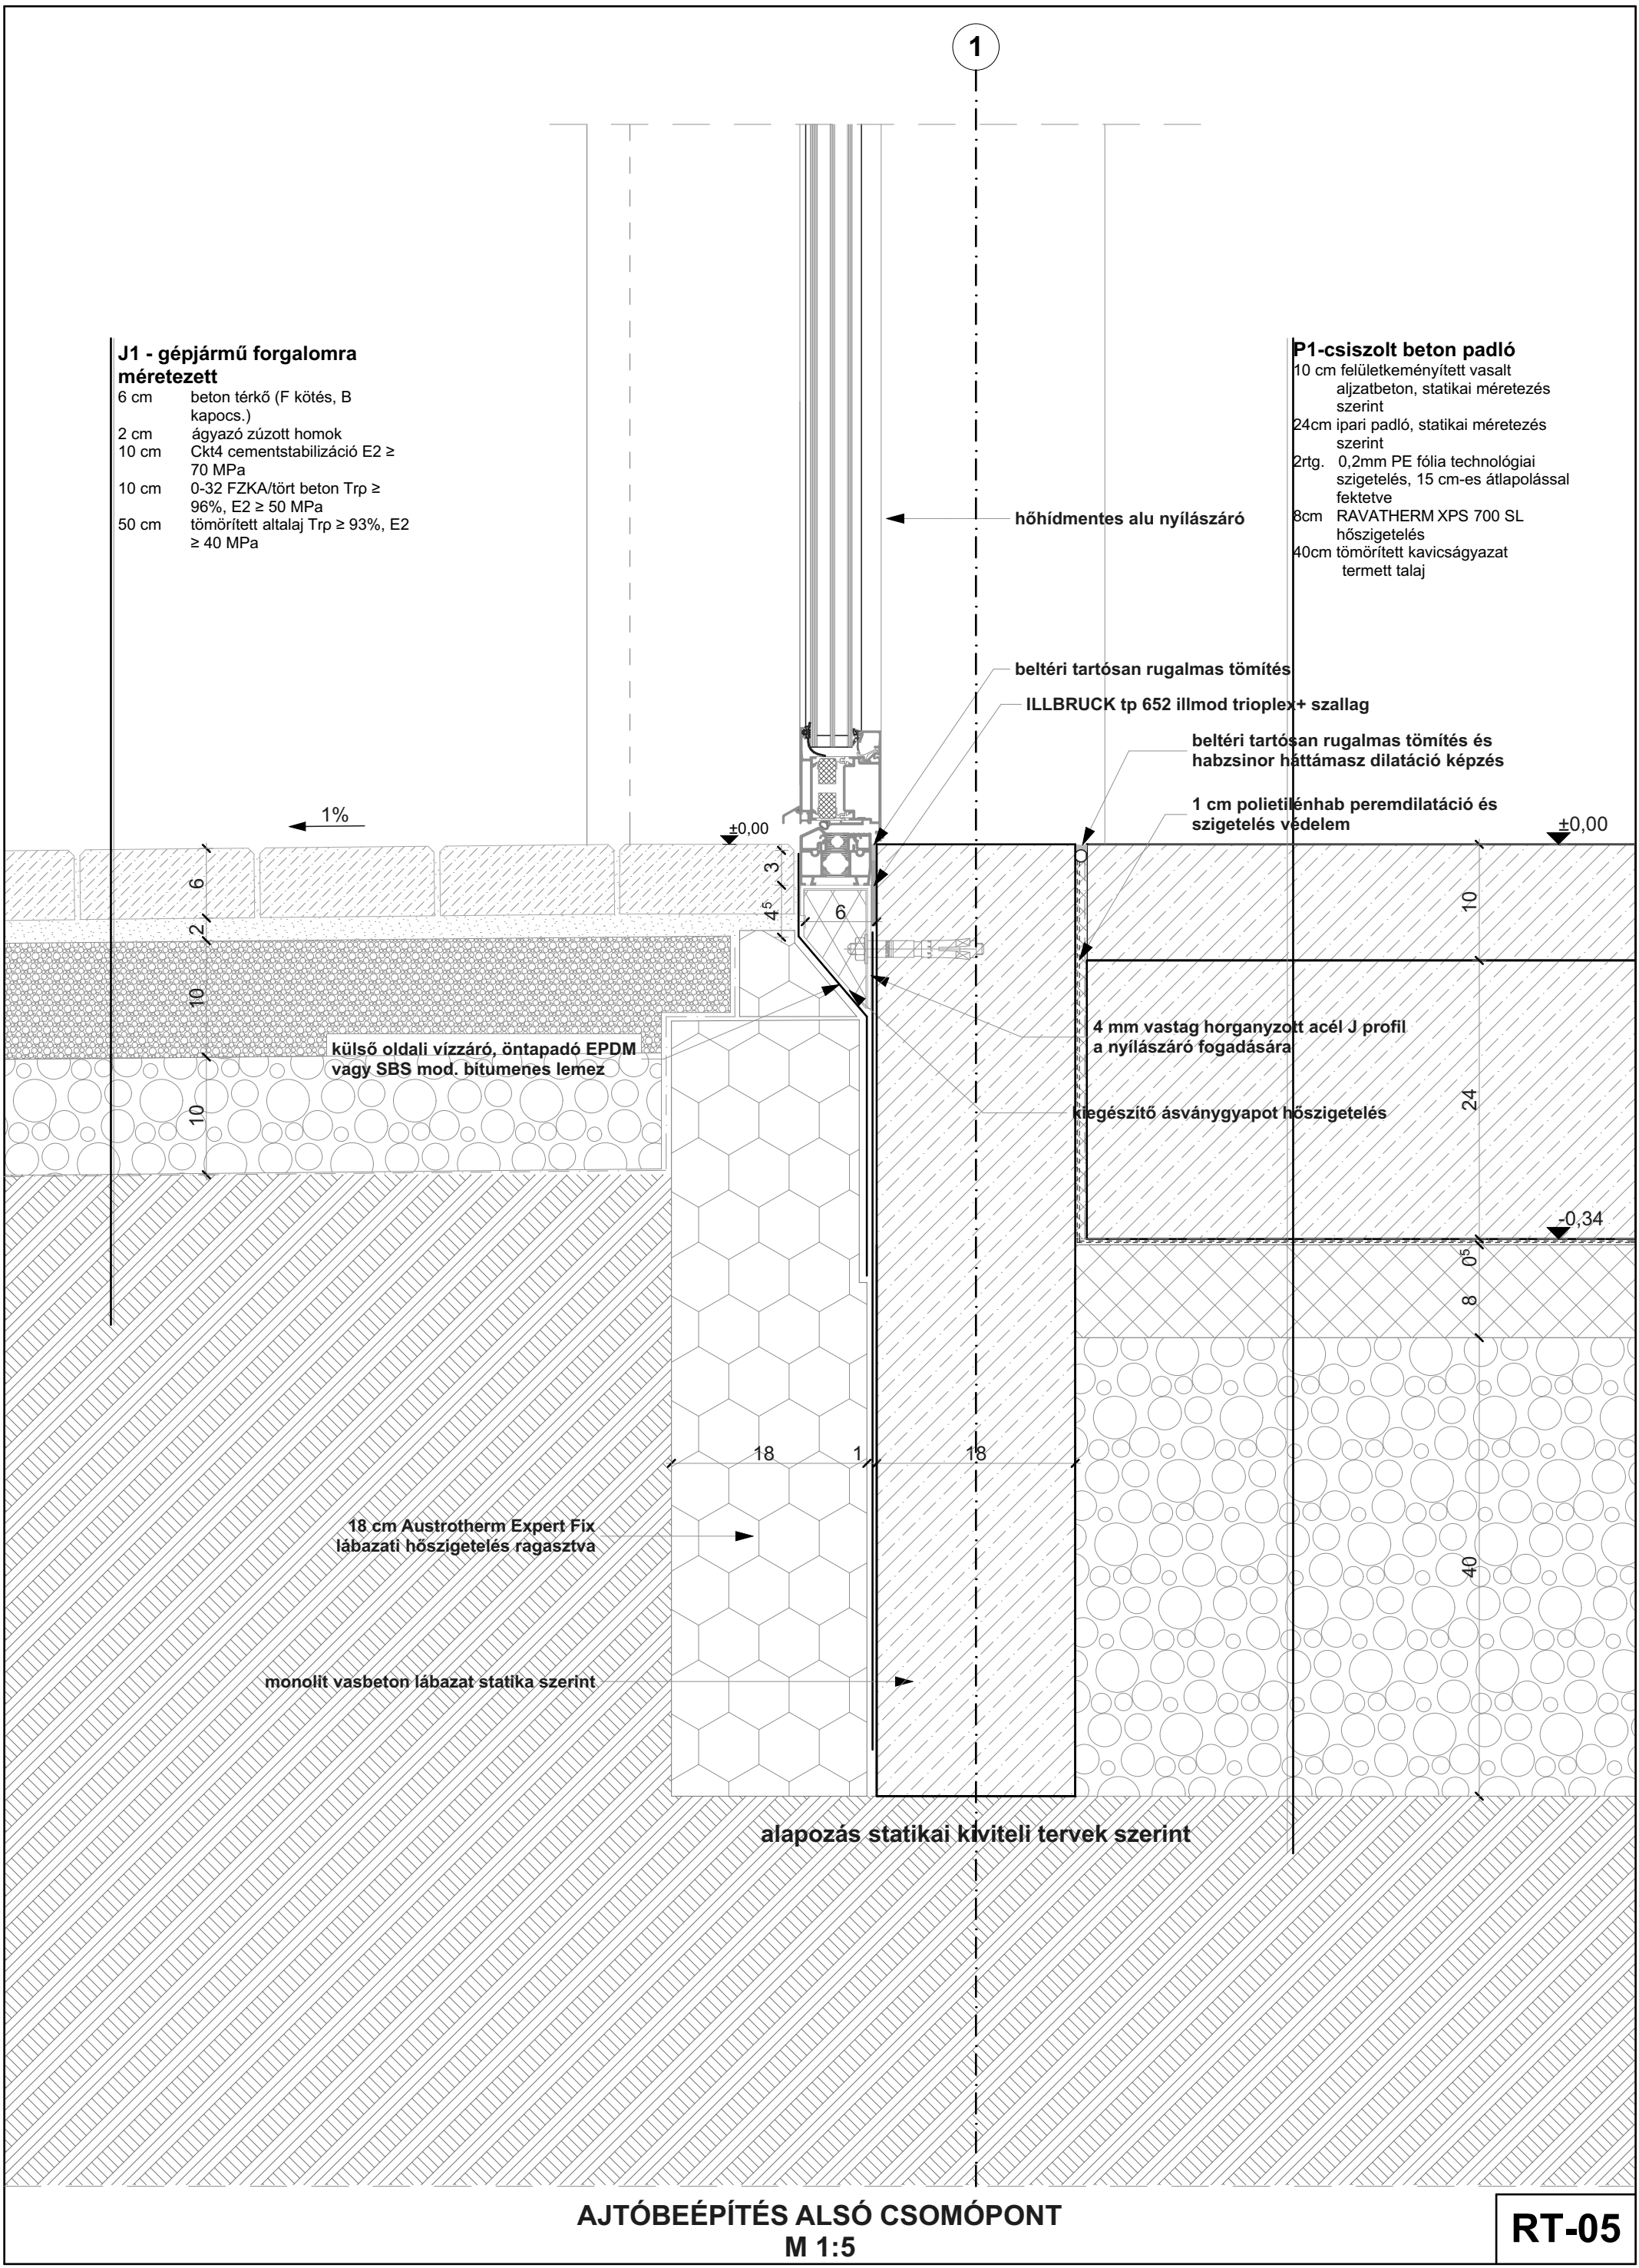 1
J1 - gépjármű forgalomra
méretezett
6 cm beton térkő (F kötés, B
kapocs.)
2 cm ágyazó zúzott homok
10 cm Ckt4 cementstabilizáció E2 ≥
70 MPa
10 cm 0-32 FZKA/tört beton Trρ ≥
96%, E2 ≥ 50 MPa
50 cm tömörített altalaj Trρ ≥ 93%, E2
≥ 40 MPa
P1-csiszolt beton padló
10 cm felületkeményített vasalt
aljzatbeton, statikai méretezés
szerint
24cm ipari padló, statikai méretezés
szerint
2rtg. 0,2mm PE fólia technológiai
szigetelés, 15 cm-es átlapolással
fektetve
8cm RAVATHERM XPS 700 SL
hőszigetelés
40cm tömörített kavicságyazat
termett talaj
hőhídmentes alu nyílászáró
beltéri tartósan rugalmas tömítés
ILLBRUCK tp 652 illmod trioplex+ szallag
beltéri tartósan rugalmas tömítés és
habzsinor háttámasz dilatáció képzés
1 cm polietilénhab peremdilatáció és
szigetelés védelem
1%
±0,00
±0,00
3
6
4⁵
6
2
10
10
10
külső oldali vízzáró, öntapadó EPDM
vagy SBS mod. bitumenes lemez
4 mm vastag horganyzott acél J profil
a nyílászáró fogadására
24
kiegészítő ásványgyapot hőszigetelés
-0,34
0⁵
8
18
1
18
18 cm Austrotherm Expert Fix
lábazati hőszigetelés ragasztva
40
monolit vasbeton lábazat statika szerint
alapozás statikai kiviteli tervek szerint
AJTÓBEÉPÍTÉS ALSÓ CSOMÓPONT
M 1:5
RT-05